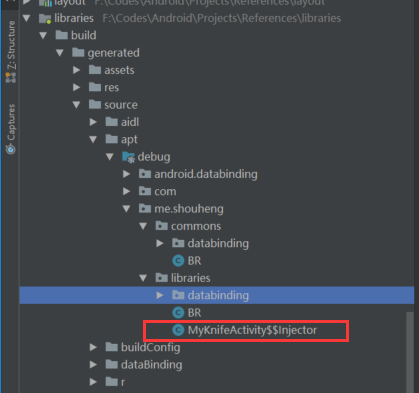 layout F:\Codes\Android\Projects\References\layout
libraries F:\Codes\Android\Projects\References\libraries
build
generated
assets
res
source
aidl
apt
debug
android.databinding
com
me.shouheng
commons
databinding
BR
libraries
databinding
BR
MyKnifeActivity$$Injector
buildConfig
dataBinding
r
Z: Structure
Captures